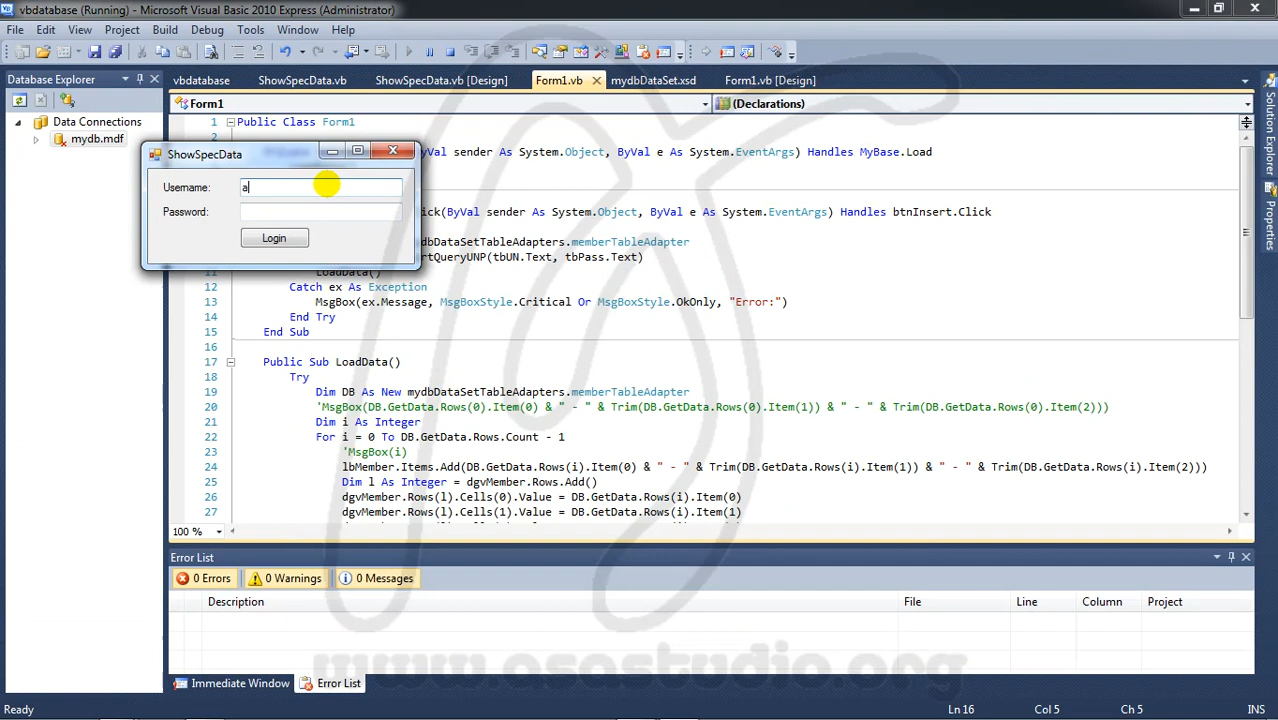 vbdatabase (Running) - Microsoft Visual Basic 2010 Express (Administrator)
File Edit View Project Build Debug Tools Window Help
Database Explorer
vbdatabase ShowSpecData.vb ShowSpecData.vb [Design] Form1.vb mydbDataSet.xsd Form1.vb [Design]
Form1 (Declarations)
Data Connections
mydb.mdf
1 Public Class Form1
2
ByVal sender As System.Object, ByVal e As System.EventArgs) Handles MyBase.Load
ShowSpecData
Username: a
Password:
Login
ick(ByVal sender As System.Object, ByVal e As System.EventArgs) Handles btnInsert.Click
dbDataSetTableAdapters.memberTableAdapter
rtQueryUNP(tbUN.Text, tbPass.Text)
11 LoadData()
12 Catch ex As Exception
13 MsgBox(ex.Message, MsgBoxStyle.Critical Or MsgBoxStyle.OkOnly, "Error:")
14 End Try
15 End Sub
16
17 Public Sub LoadData()
18 Try
19 Dim DB As New mydbDataSetTableAdapters.memberTableAdapter
20 'MsgBox(DB.GetData.Rows(0).Item(0) & " - " & Trim(DB.GetData.Rows(0).Item(1)) & " - " & Trim(DB.GetData.Rows(0).Item(2)))
21 Dim i As Integer
22 For i = 0 To DB.GetData.Rows.Count - 1
23 'MsgBox(i)
24 lbMember.Items.Add(DB.GetData.Rows(i).Item(0) & " - " & Trim(DB.GetData.Rows(i).Item(1)) & " - " & Trim(DB.GetData.Rows(i).Item(2)))
25 Dim l As Integer = dgvMember.Rows.Add()
26 dgvMember.Rows(l).Cells(0).Value = DB.GetData.Rows(i).Item(0)
27 dgvMember.Rows(l).Cells(1).Value = DB.GetData.Rows(i).Item(1)
100 %
Solution Explorer
Properties
Error List
0 Errors 0 Warnings 0 Messages
Description File Line Column Project
www.asastudio.org
Immediate Window Error List
Ready Ln 16 Col 5 Ch 5 INS